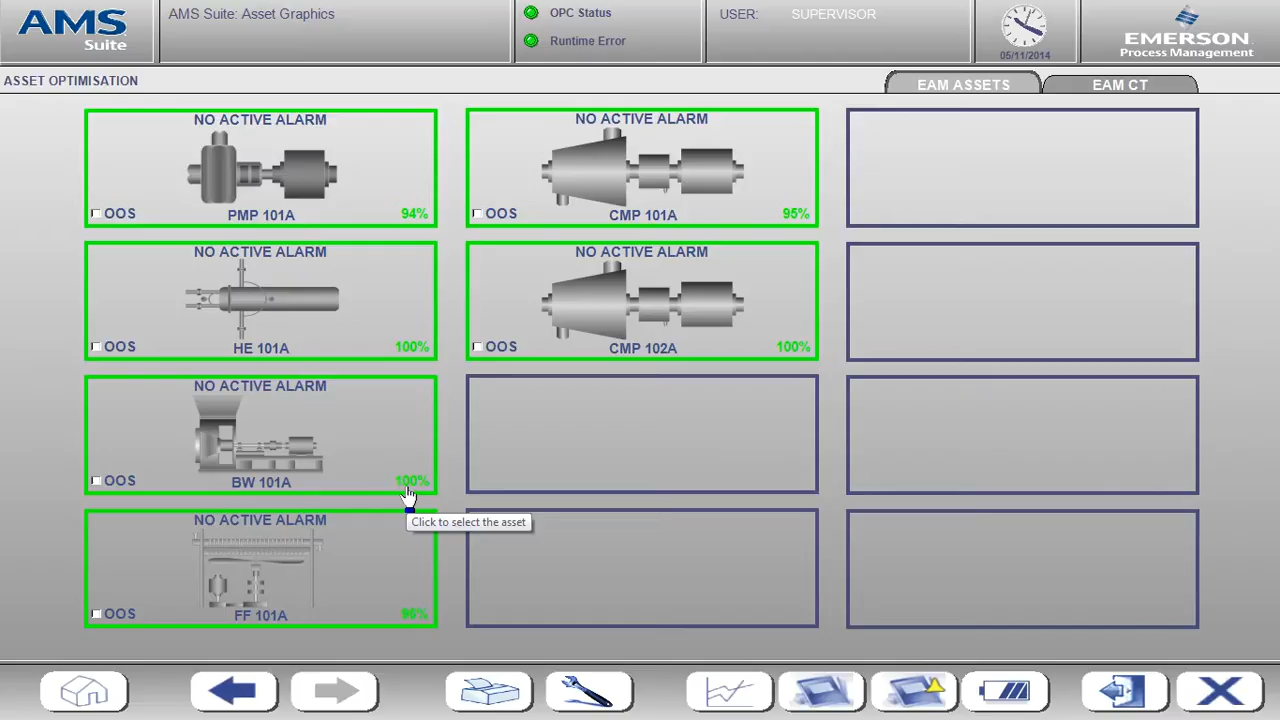 AMS
Suite
AMS Suite: Asset Graphics
OPC Status
Runtime Error
USER: SUPERVISOR
05/11/2014
EMERSON
Process Management
ASSET OPTIMISATION
EAM ASSETS
EAM CT
NO ACTIVE ALARM
OOS
PMP 101A
94%
NO ACTIVE ALARM
OOS
CMP 101A
95%
NO ACTIVE ALARM
OOS
HE 101A
100%
NO ACTIVE ALARM
OOS
CMP 102A
100%
NO ACTIVE ALARM
OOS
BW 101A
100%
Click to select the asset
NO ACTIVE ALARM
OOS
FF 101A
96%